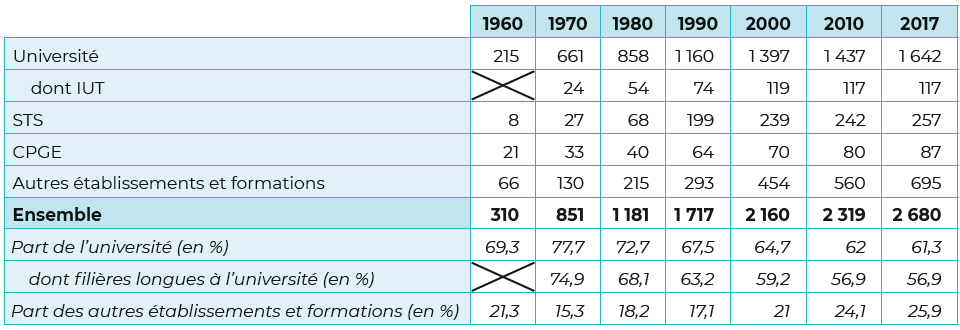 1960 1970 1980 1990 2000 2010 2017
Université 215 661 858 1 160 1 397 1 437 1 642
dont IUT 24 54 74 119 117 117
STS 8 27 68 199 239 242 257
CPGE 21 33 40 64 70 80 87
Autres établissements et formations 66 130 215 293 454 560 695
Ensemble 310 851 1 181 1 717 2 160 2 319 2 680
Part de l’université (en %) 69,3 77,7 72,7 67,5 64,7 62 61,3
dont filières longues à l’université (en %) 74,9 68,1 63,2 59,2 56,9 56,9
Part des autres établissements et formations (en %) 21,3 15,3 18,2 17,1 21 24,1 25,9